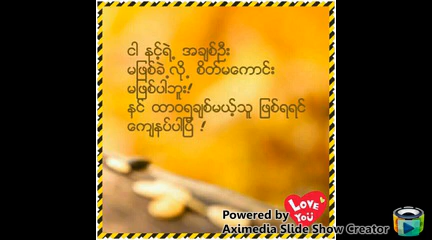 ငါ နင့်ရဲ့ အချစ်ဦး
မဖြစ်ခဲ့လို့ စိတ်မကောင်း
မဖြစ်ပါဘူး!
နင် ထာဝရချစ်မယ့်သူ ဖြစ်ရရင်
ကျေနပ်ပါပြီ !
LOVE
YOU
Powered by
Aximedia Slide Show Creator